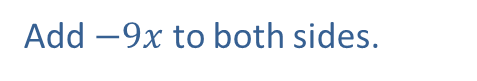 Add −9x to both sides.